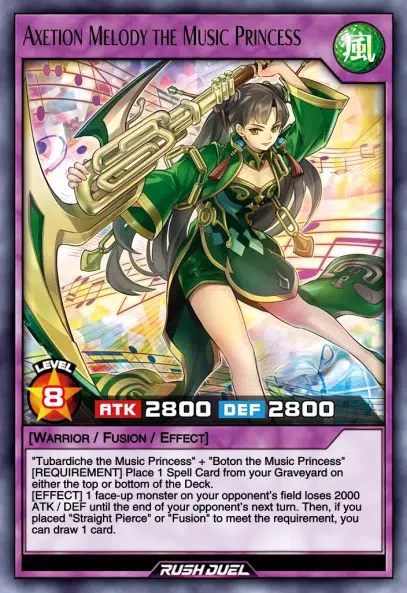 Axetion Melody the Music Princess
風
LEVEL
8
ATK 2800 DEF 2800
[Warrior / Fusion / Effect]
"Tubardiche the Music Princess" + "Boton the Music Princess"
[REQUIREMENT] Place 1 Spell Card from your Graveyard on
either the top or bottom of the Deck.
[EFFECT] 1 face-up monster on your opponent's field loses 2000
ATK / DEF until the end of your opponent's next turn. Then, if you
placed "Straight Pierce" or "Fusion" to meet the requirement, you
can draw 1 card.
RUSH DUEL